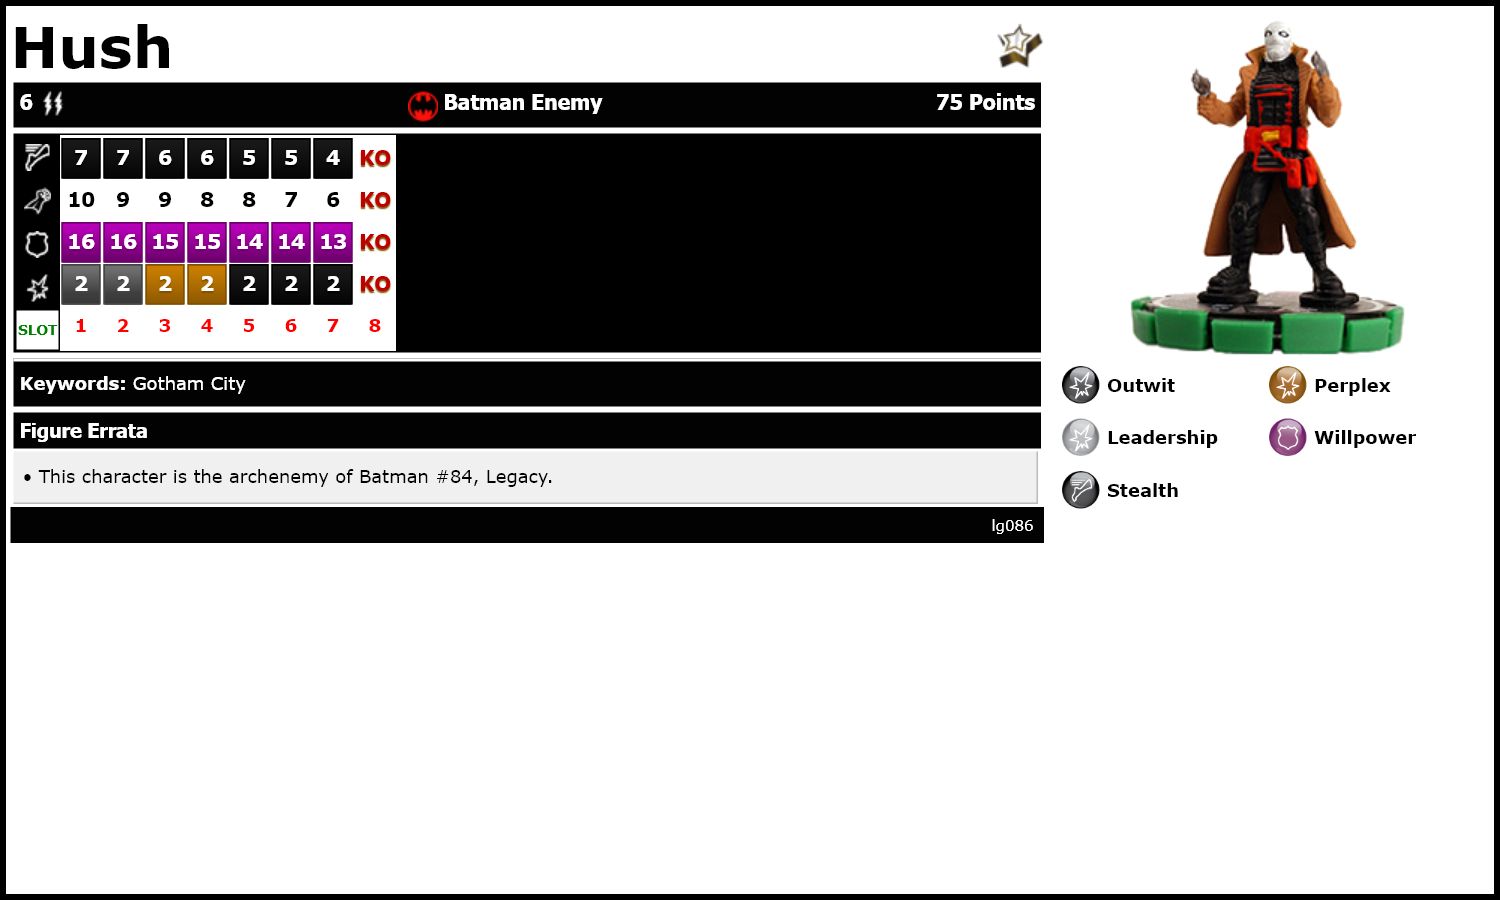 Hush
6 Batman Enemy 75 Points
7 7 6 6 5 5 4 KO
10 9 9 8 8 7 6 KO
16 16 15 15 14 14 13 KO
2 2 2 2 2 2 2 KO
SLOT 1 2 3 4 5 6 7 8
Keywords: Gotham City
Figure Errata
• This character is the archenemy of Batman #84, Legacy.
lg086
Outwit Perplex
Leadership Willpower
Stealth